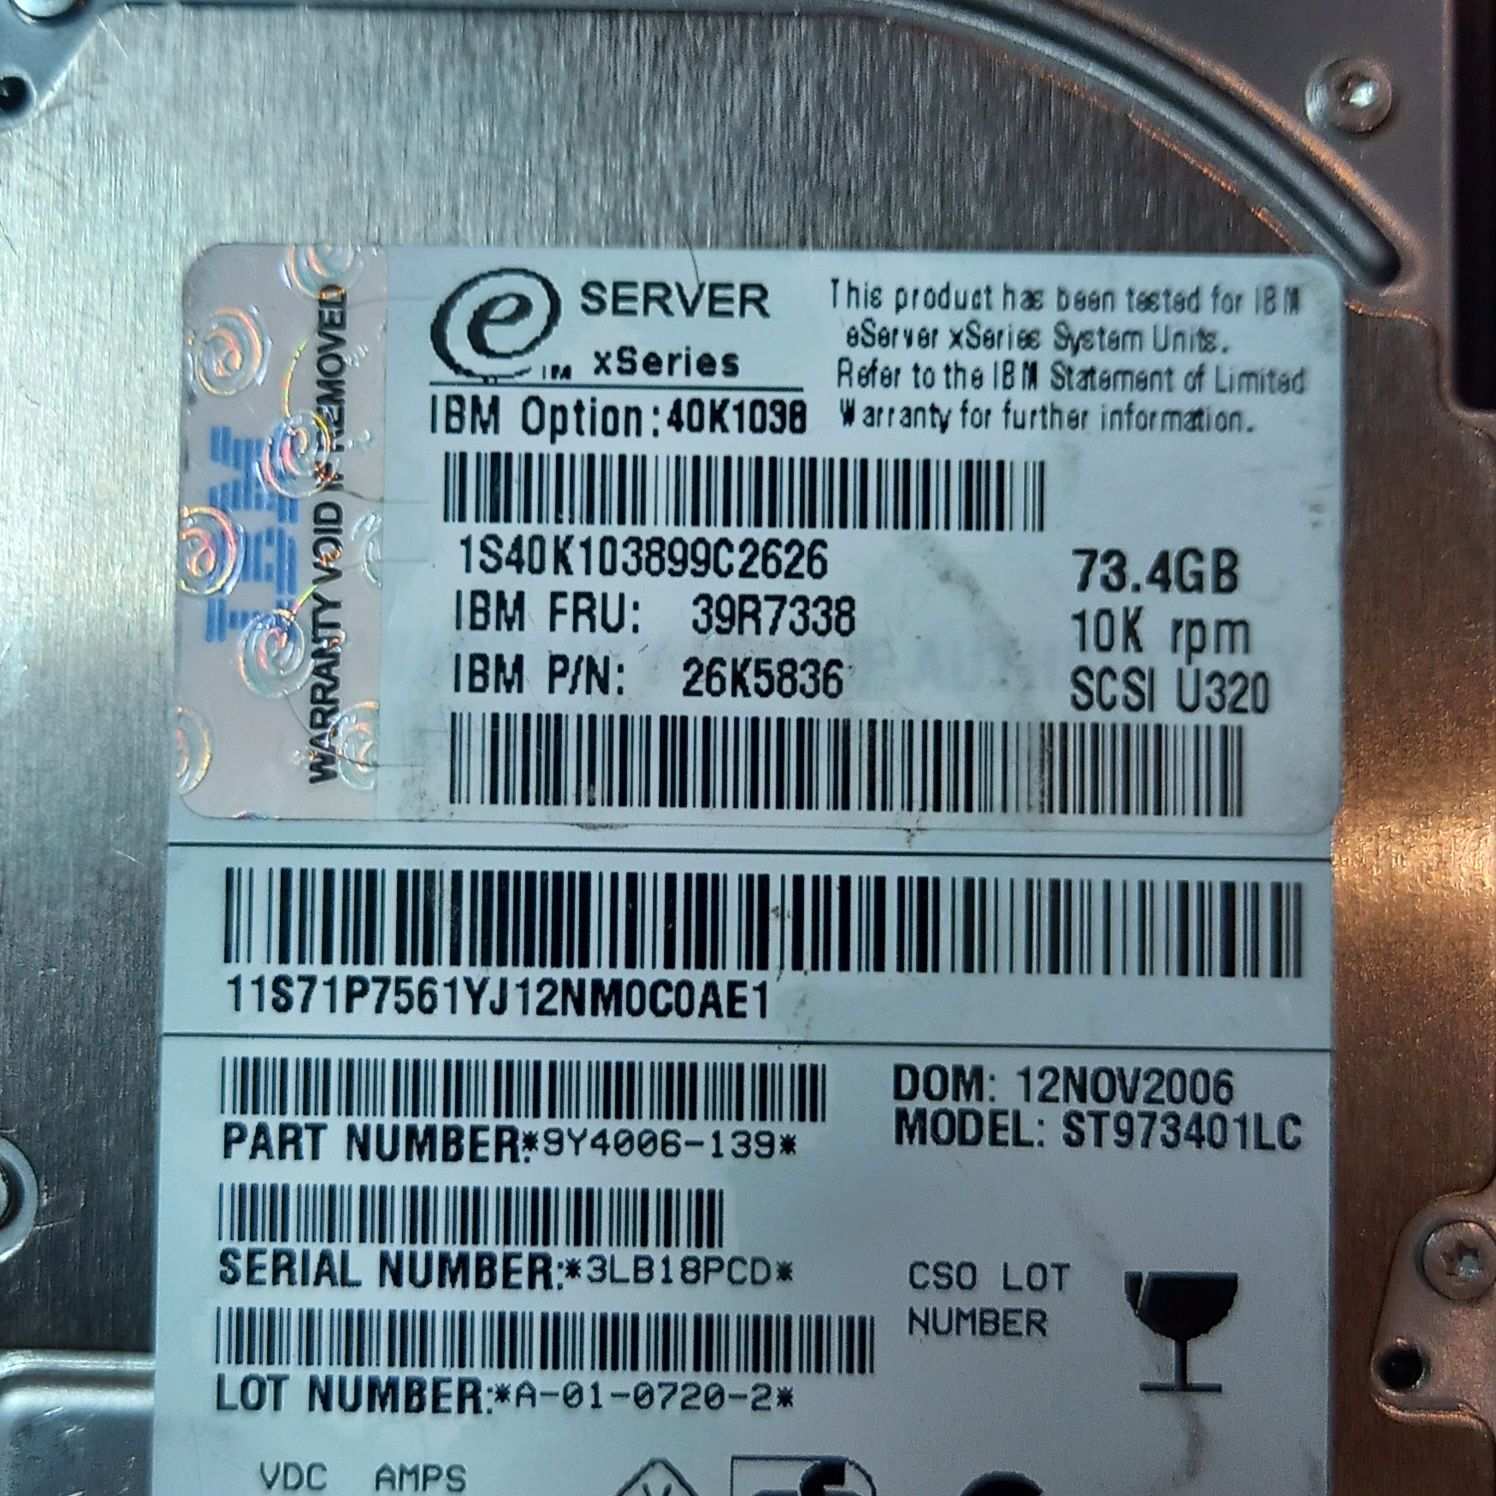 WARRANTY VOID IF REMOVED
IBM
e SERVER
IBM xSeries
IBM Option:40K1038
This product has been tested for IBM
eServer xSeries System Units.
Refer to the IBM Statement of Limited
Warranty for further information.
1S40K103899C2626
IBM FRU: 39R7338
IBM P/N: 26K5836
73.4GB
10K rpm
SCSI U320
11S71P7561YJ12NM0C0AE1
DOM: 12NOV2006
MODEL: ST973401LC
PART NUMBER:*9Y4006-139*
SERIAL NUMBER:*3LB18PCD*
CSO LOT
NUMBER
LOT NUMBER:*A-01-0720-2*
VDC AMPS